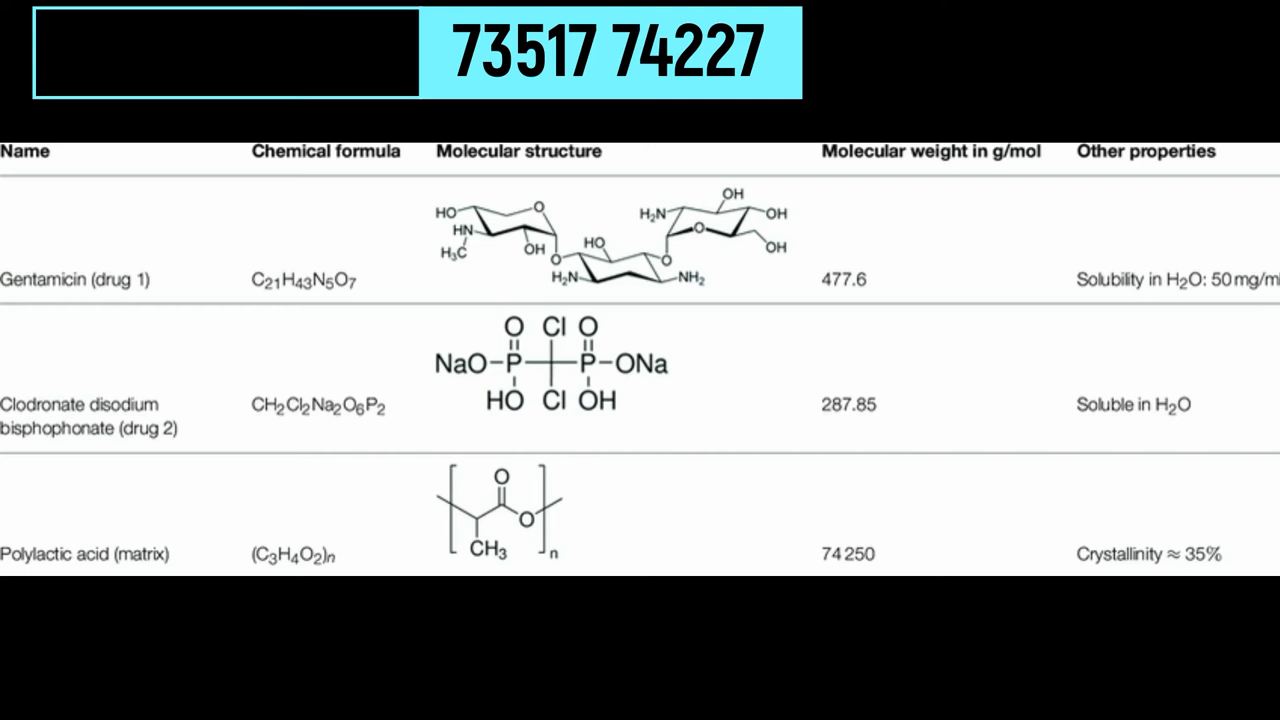 73517 74227
Name Chemical formula Molecular structure Molecular weight in g/mol Other properties
OH
HO O H₂N OH
HN O
HO OH
H₃C OH O O
H₂N NH₂
Gentamicin (drug 1) C₂₁H₄₃N₅O₇ 477.6 Solubility in H₂O: 50 mg/ml
O Cl O
NaO-P P-ONa
HO Cl OH
Clodronate disodium CH₂Cl₂Na₂O₆P₂ 287.85 Soluble in H₂O
bisphophonate (drug 2)
O
O
CH₃ n
Polylactic acid (matrix) (C₃H₄O₂)n 74 250 Crystallinity ≈ 35%